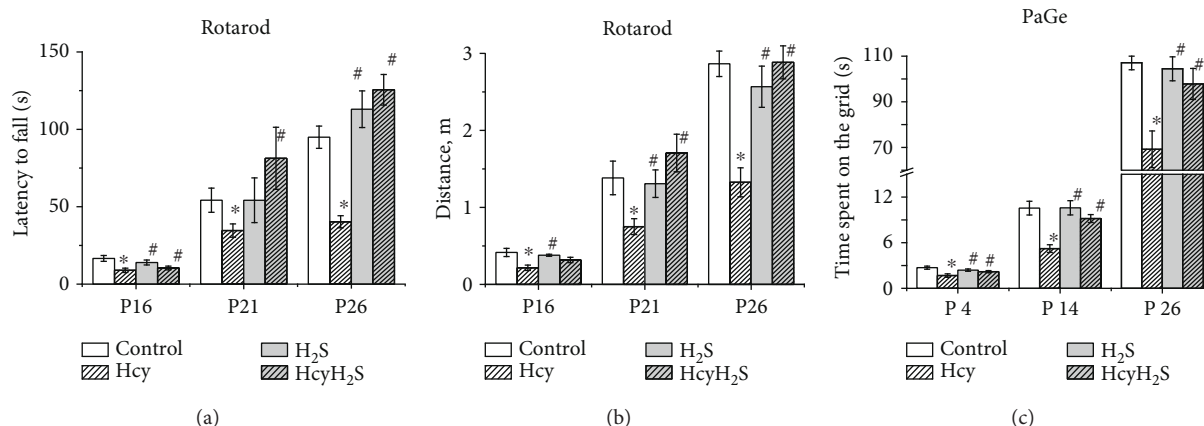 Rotarod
Latency to fall (s)
150
100
50
0
* # #
* #
* # #
P16 P21 P26
Control H₂S
Hcy HcyH₂S
(a)
Rotarod
Distance, m
3
2
1
0
* #
* # #
* # #
P16 P21 P26
Control H₂S
Hcy HcyH₂S
(b)
PaGe
Time spent on the grid (s)
110
90
70
12
6
0
* # #
* # #
* # #
P 4 P 14 P 26
Control H₂S
Hcy HcyH₂S
(c)